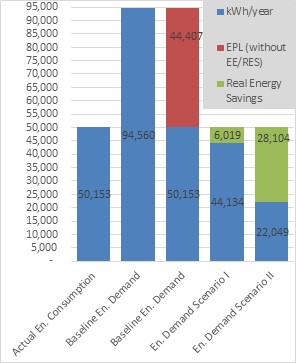 95,000
90,000
85,000
80,000
75,000
70,000
65,000
60,000
55,000
50,000
45,000
40,000
35,000
30,000
25,000
20,000
15,000
10,000
5,000
-
kWh/year
EPL (without
EE/RES)
Real Energy
Savings
44,407
6,019
28,104
94,560
50,153
50,153
44,134
22,049
Actual En. Consumption
Baseline En. Demand
Baseline En. Demand
En. Demand Scenario I
En. Demand Scenario II